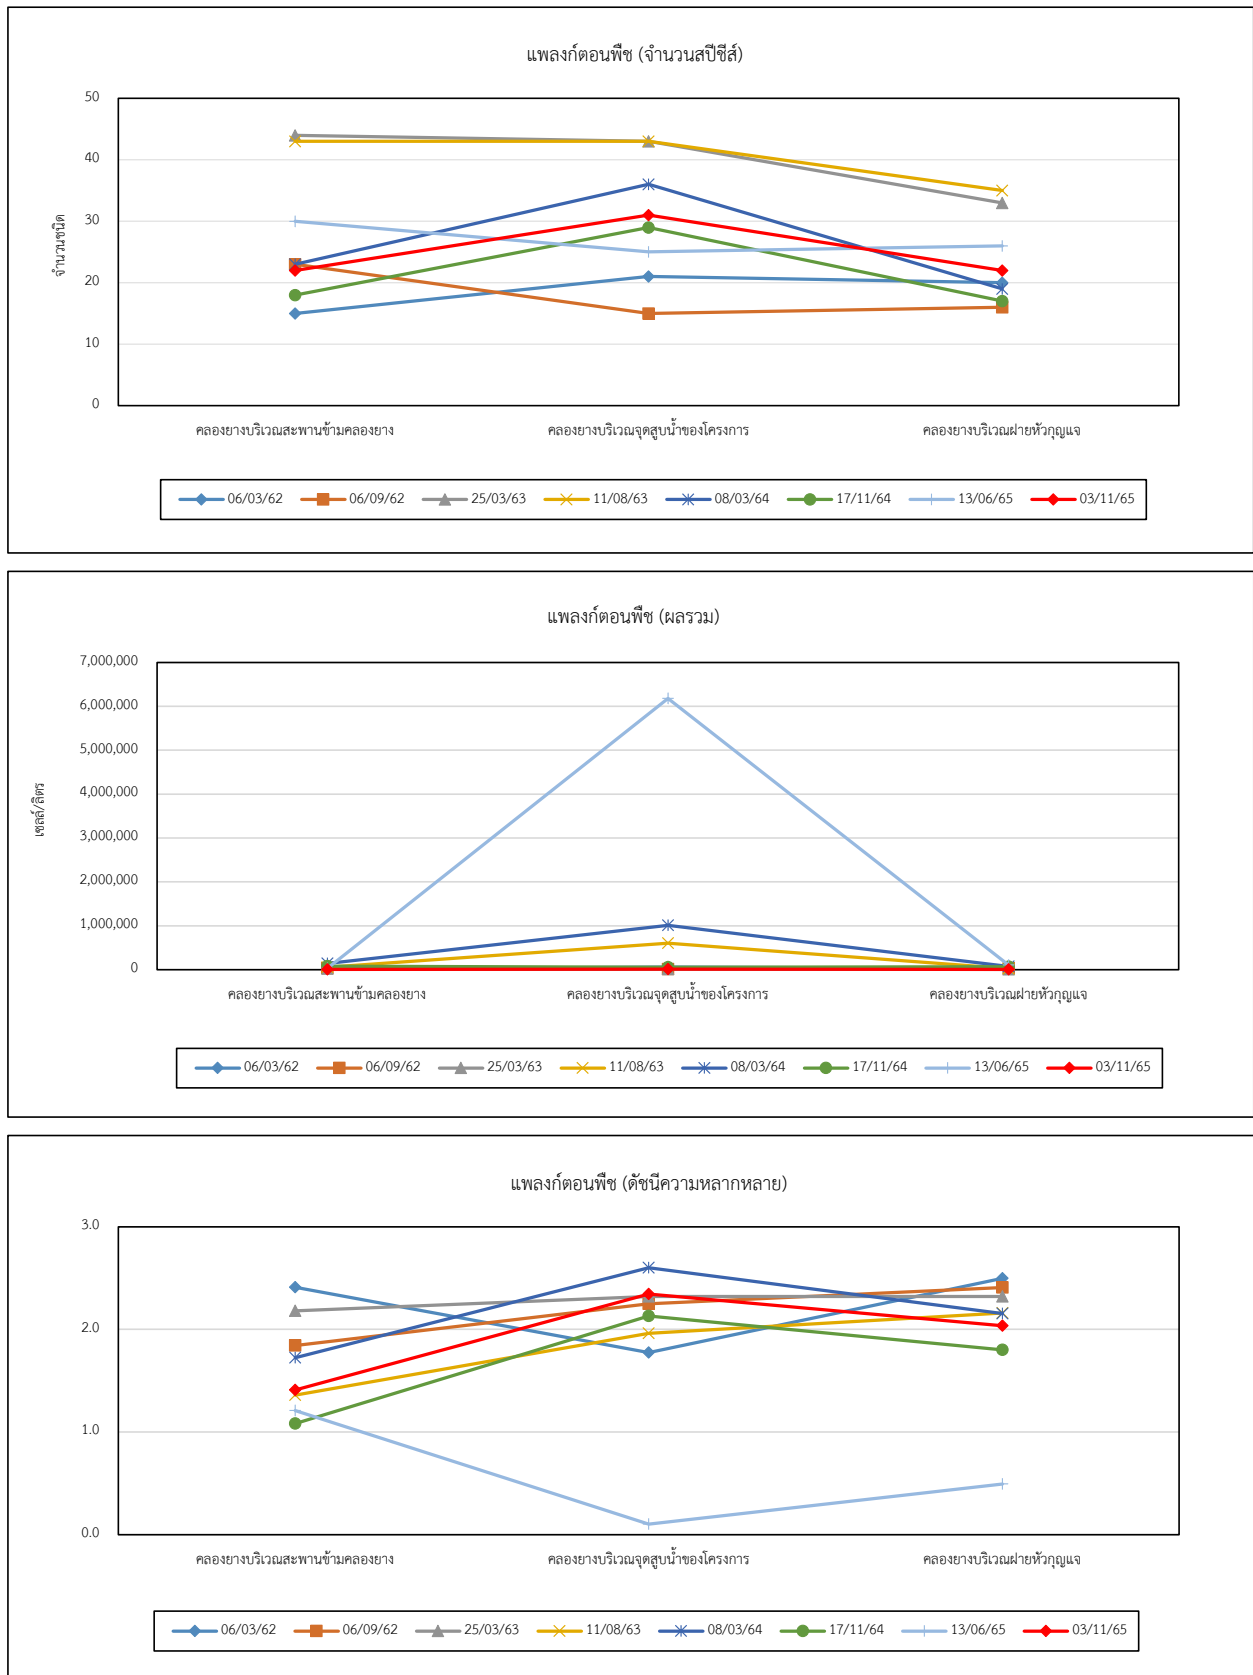 แพลงก์ตอนพืช (จำนวนสปีชีส์)
50
40
30
20
10
0
จำนวนชนิด
คลองยางบริเวณสะพานข้ามคลองยาง คลองยางบริเวณจุดสูบน้ำของโครงการ คลองยางบริเวณฝายหัวกุญแจ
06/03/62 06/09/62 25/03/63 11/08/63 08/03/64 17/11/64 13/06/65 03/11/65
แพลงก์ตอนพืช (ผลรวม)
7,000,000
6,000,000
5,000,000
4,000,000
3,000,000
2,000,000
1,000,000
0
เซลล์/ลิตร
คลองยางบริเวณสะพานข้ามคลองยาง คลองยางบริเวณจุดสูบน้ำของโครงการ คลองยางบริเวณฝายหัวกุญแจ
06/03/62 06/09/62 25/03/63 11/08/63 08/03/64 17/11/64 13/06/65 03/11/65
แพลงก์ตอนพืช (ดัชนีความหลากหลาย)
3.0
2.0
1.0
0.0
คลองยางบริเวณสะพานข้ามคลองยาง คลองยางบริเวณจุดสูบน้ำของโครงการ คลองยางบริเวณฝายหัวกุญแจ
06/03/62 06/09/62 25/03/63 11/08/63 08/03/64 17/11/64 13/06/65 03/11/65